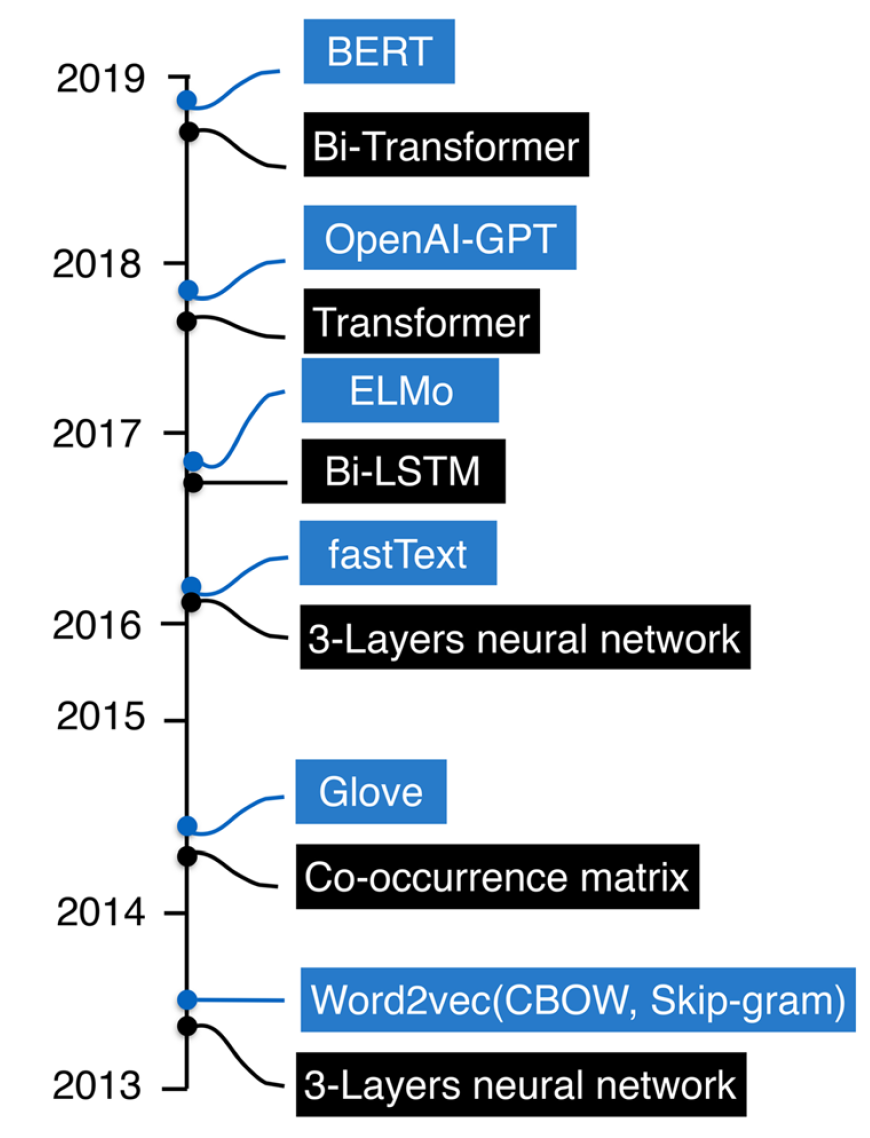 BERT
2019
Bi-Transformer
OpenAI-GPT
2018
Transformer
ELMo
2017
Bi-LSTM
fastText
2016
3-Layers neural network
2015
Glove
Co-occurrence matrix
2014
Word2vec(CBOW, Skip-gram)
2013
3-Layers neural network